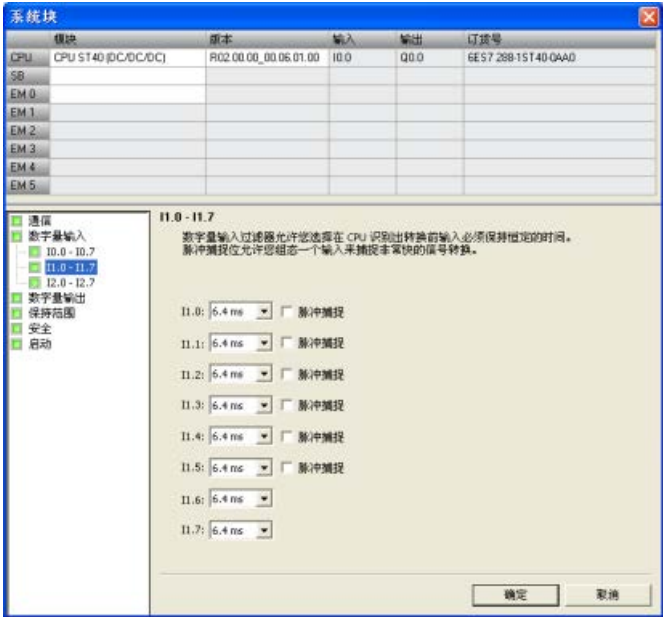 系统块
模块 版本 输入 输出 订货号
CPU CPU ST40 (DC/DC/DC) R02.00.00_00.06.01.00 I0.0 Q0.0 6ES7 288-1ST40-0AA0
SB
EM 0
EM 1
EM 2
EM 3
EM 4
EM 5
通信
数字量输入
I0.0 - I0.7
I1.0 - I1.7
I2.0 - I2.7
数字量输出
保持范围
安全
启动
I1.0 - I1.7
数字量输入过滤器允许您选择在 CPU 识别出转换前输入必须保持恒定的时间。
脉冲捕捉位允许您组态一个输入来捕捉非常快的信号转换。
I1.0: 6.4 ms 脉冲捕捉
I1.1: 6.4 ms 脉冲捕捉
I1.2: 6.4 ms 脉冲捕捉
I1.3: 6.4 ms 脉冲捕捉
I1.4: 6.4 ms 脉冲捕捉
I1.5: 6.4 ms 脉冲捕捉
I1.6: 6.4 ms
I1.7: 6.4 ms
确定 取消